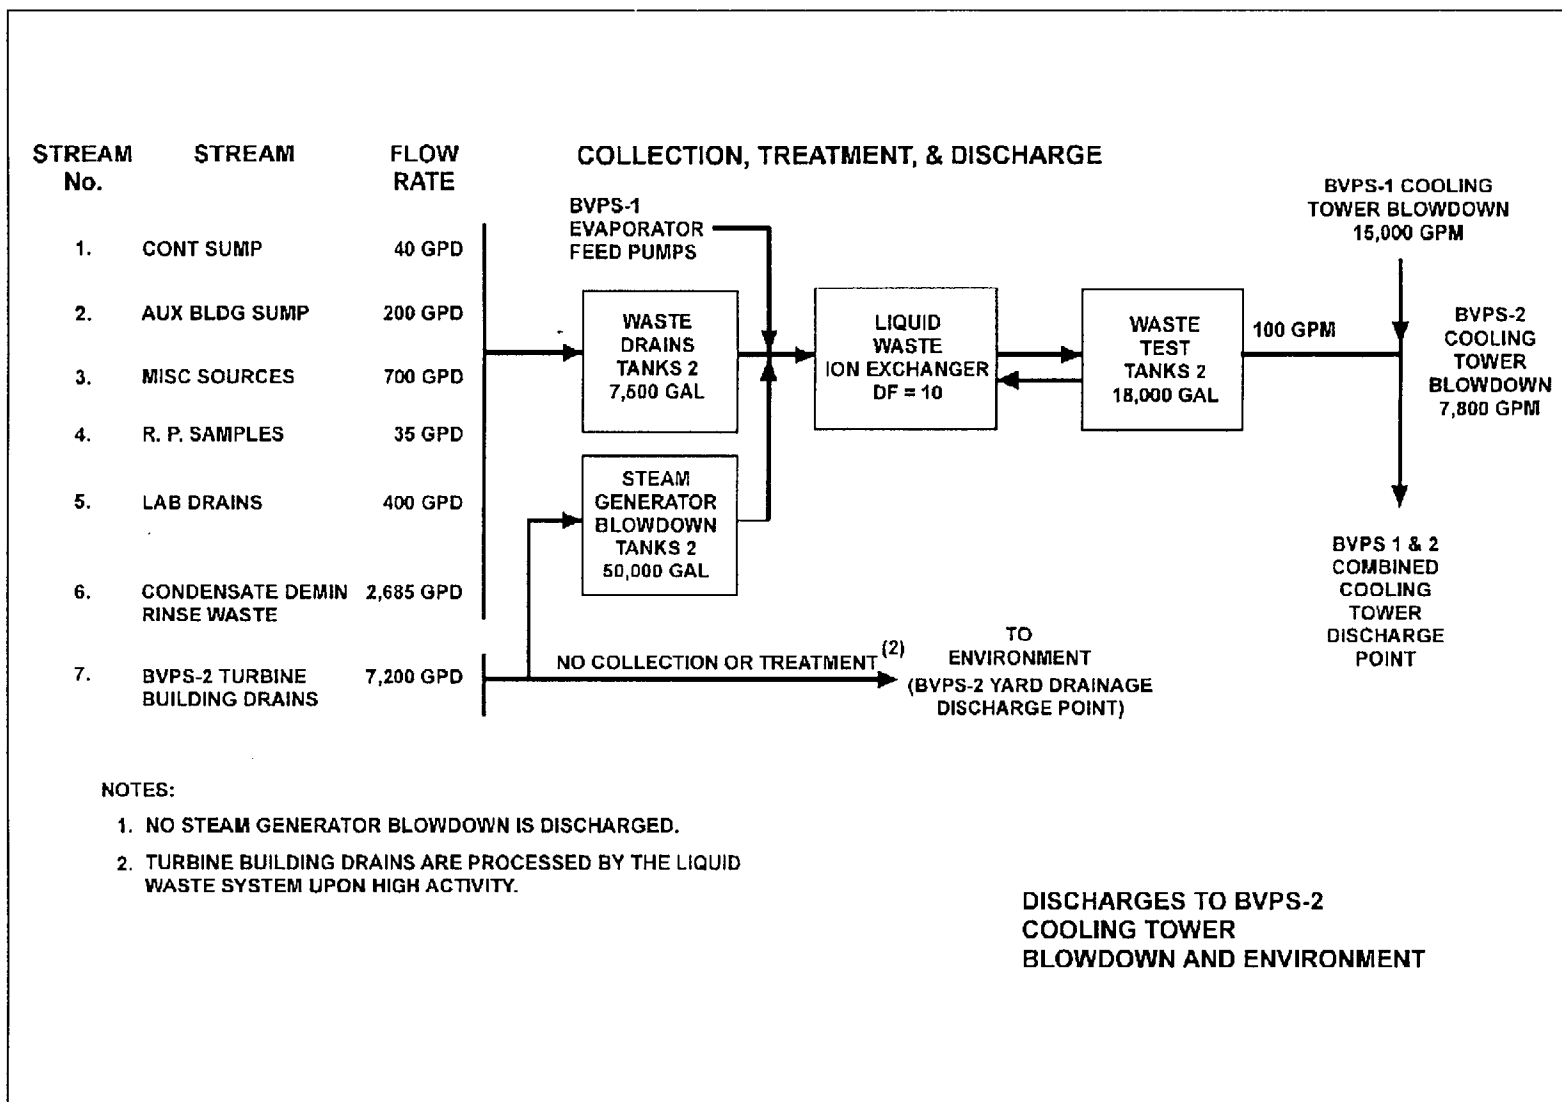 STREAM No.
STREAM
FLOW RATE
COLLECTION, TREATMENT, & DISCHARGE
1. CONT SUMP 40 GPD
2. AUX BLDG SUMP 200 GPD
3. MISC SOURCES 700 GPD
4. R. P. SAMPLES 35 GPD
5. LAB DRAINS 400 GPD
6. CONDENSATE DEMIN 2,685 GPD
RINSE WASTE
7. BVPS-2 TURBINE 7,200 GPD
BUILDING DRAINS
BVPS-1
EVAPORATOR
FEED PUMPS
WASTE
DRAINS
TANKS 2
7,500 GAL
STEAM
GENERATOR
BLOWDOWN
TANKS 2
50,000 GAL
LIQUID
WASTE
ION EXCHANGER
DF = 10
WASTE
TEST
TANKS 2
18,000 GAL
100 GPM
BVPS-1 COOLING
TOWER BLOWDOWN
15,000 GPM
BVPS-2
COOLING
TOWER
BLOWDOWN
7,800 GPM
BVPS 1 & 2
COMBINED
COOLING
TOWER
DISCHARGE
POINT
NO COLLECTION OR TREATMENT (2)
TO
ENVIRONMENT
(BVPS-2 YARD DRAINAGE
DISCHARGE POINT)
NOTES:
1. NO STEAM GENERATOR BLOWDOWN IS DISCHARGED.
2. TURBINE BUILDING DRAINS ARE PROCESSED BY THE LIQUID
WASTE SYSTEM UPON HIGH ACTIVITY.
DISCHARGES TO BVPS-2
COOLING TOWER
BLOWDOWN AND ENVIRONMENT